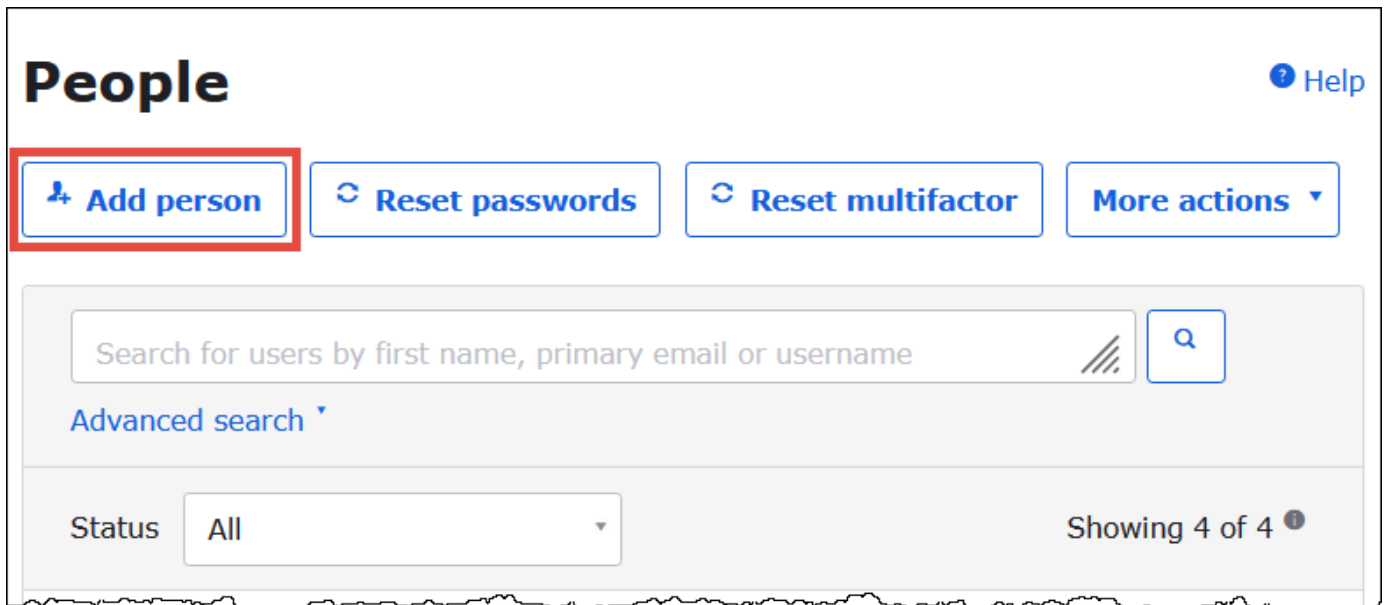 People
Help
Add person
Reset passwords
Reset multifactor
More actions
Search for users by first name, primary email or username
Advanced search
Status
All
Showing 4 of 4